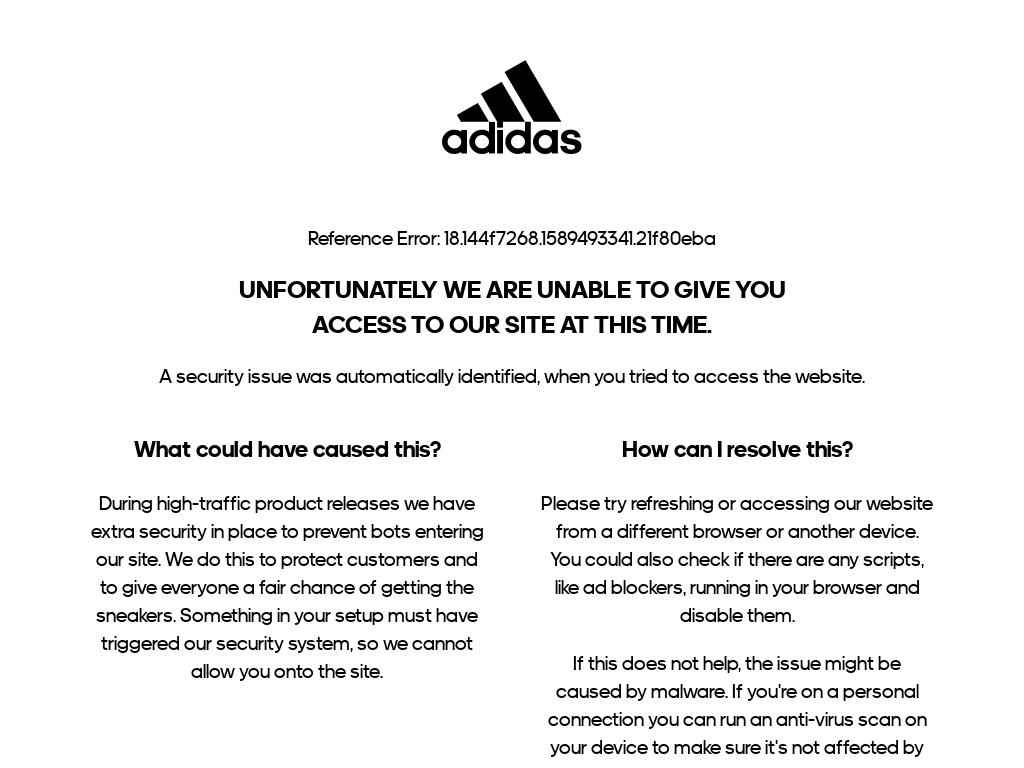 adidas
Reference Error: 18.144f7268.1589493341.21f80eba
UNFORTUNATELY WE ARE UNABLE TO GIVE YOU
ACCESS TO OUR SITE AT THIS TIME.
A security issue was automatically identified, when you tried to access the website.
What could have caused this?
During high-traffic product releases we have
extra security in place to prevent bots entering
our site. We do this to protect customers and
to give everyone a fair chance of getting the
sneakers. Something in your setup must have
triggered our security system, so we cannot
allow you onto the site.
How can I resolve this?
Please try refreshing or accessing our website
from a different browser or another device.
You could also check if there are any scripts,
like ad blockers, running in your browser and
disable them.
If this does not help, the issue might be
caused by malware. If you're on a personal
connection you can run an anti-virus scan on
your device to make sure it's not affected by